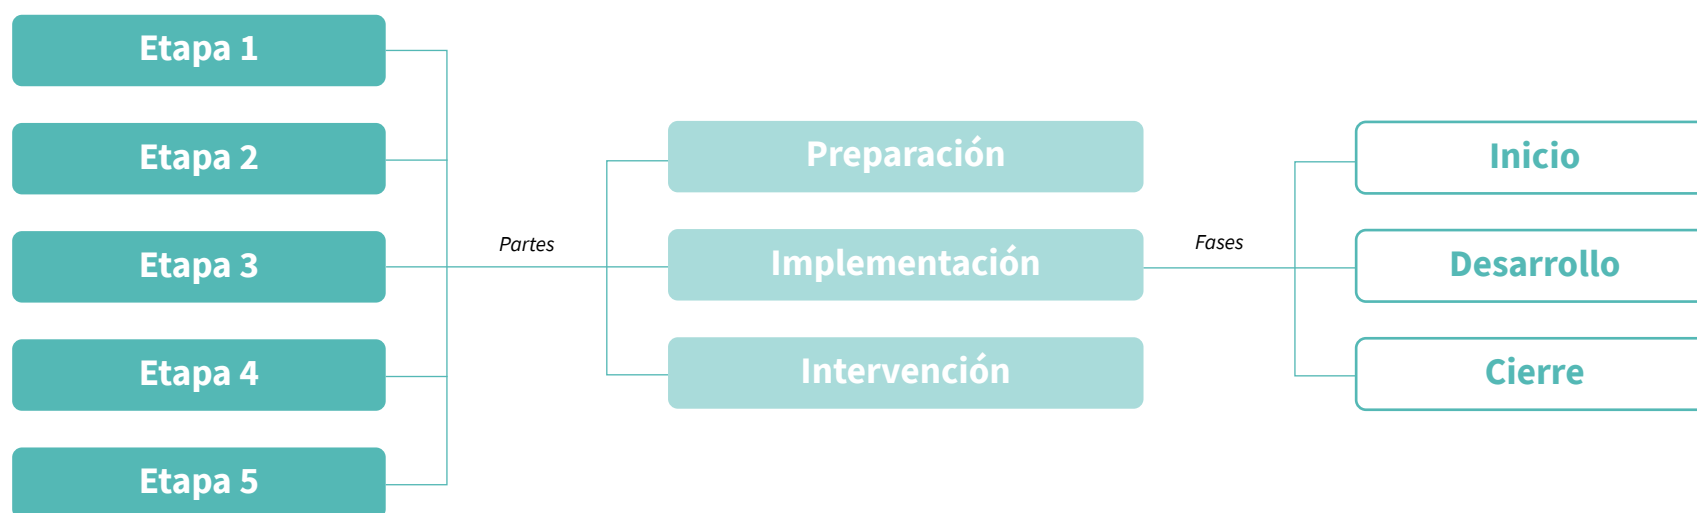 Etapa 1
Etapa 2
Etapa 3
Etapa 4
Etapa 5
Partes
Preparación
Implementación
Intervención
Fases
Inicio
Desarrollo
Cierre